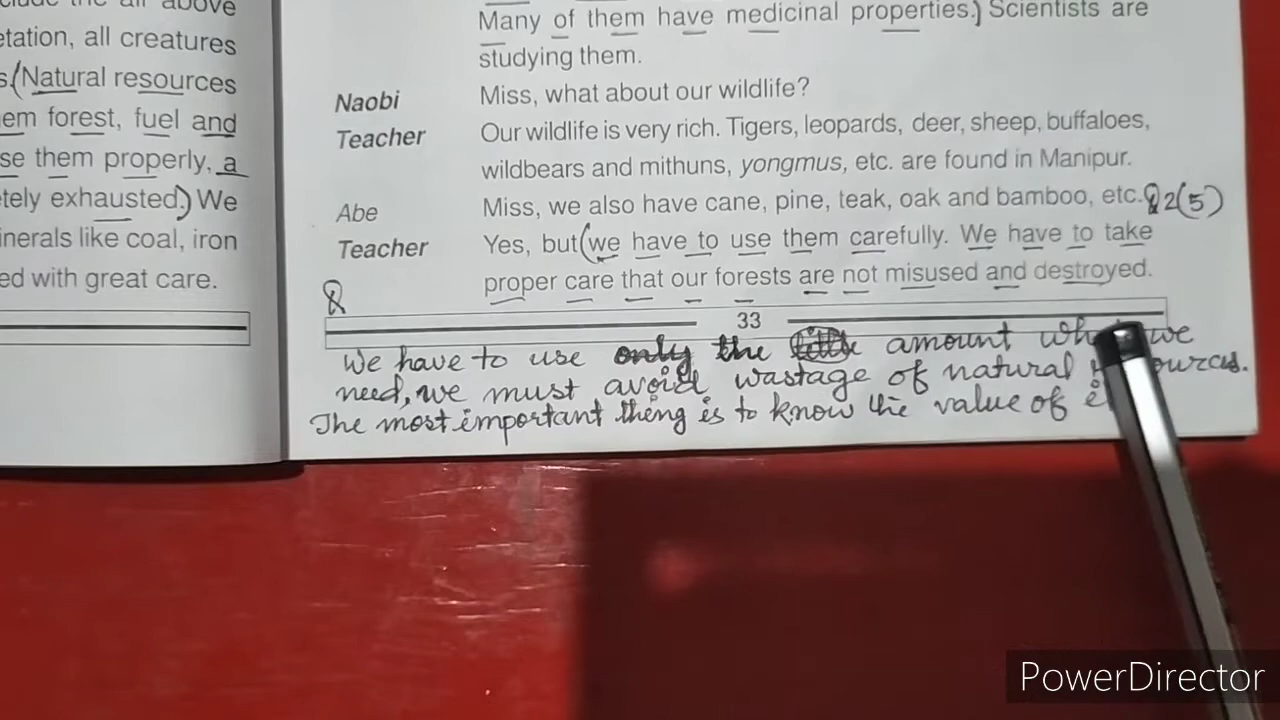 clude the all above
etation, all creatures
s. (Natural resources
em forest, fuel and
se them properly, a
etely exhausted.) We
inerals like coal, iron
ed with great care.
Many of them have medicinal properties.) Scientists are
studying them.
Naobi Miss, what about our wildlife?
Teacher Our wildlife is very rich. Tigers, leopards, deer, sheep, buffaloes,
wildbears and mithuns, yongmus, etc. are found in Manipur.
Abe Miss, we also have cane, pine, teak, oak and bamboo, etc. Q 2(5)
Teacher Yes, but (we have to use them carefully. We have to take
proper care that our forests are not misused and destroyed.
&
33
We have to use only the amount we
need, we must avoid wastage of natural
The most important thing is to know the value of
PowerDirector